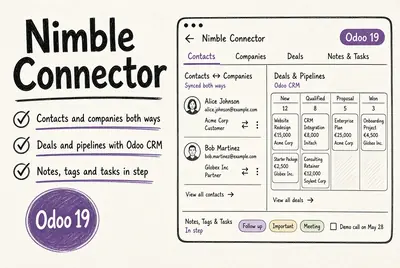 Nimble
Connector
Contacts and companies both ways
Deals and pipelines with Odoo CRM
Notes, tags and tasks in step
Odoo 19
Nimble Connector
Odoo 19
Contacts
Companies
Deals
Notes & Tasks
Contacts ↔ Companies
Synced both ways
Alice Johnson
alice.johnson@example.com
Acme Corp
Customer
Bob Martinez
bob.martinez@example.com
Globex Inc
Partner
View all contacts →
Deals & Pipelines
Odoo CRM
New
12
Website
Redesign
€15,000
Acme Corp
Starter Package
€2,500
Globex Inc.
Qualified
8
CRM
Integration
€8,000
Initech
Consulting
Retainer
€12,000
Soylent Corp
Proposal
5
Enterprise
Plan
€25,000
Acme Corp
Won
3
Onboarding
Project
€4,500
Globex Inc.
View all deals →
Notes, Tags & Tasks
In step
Follow up
Important
Meeting
Demo call on May 28